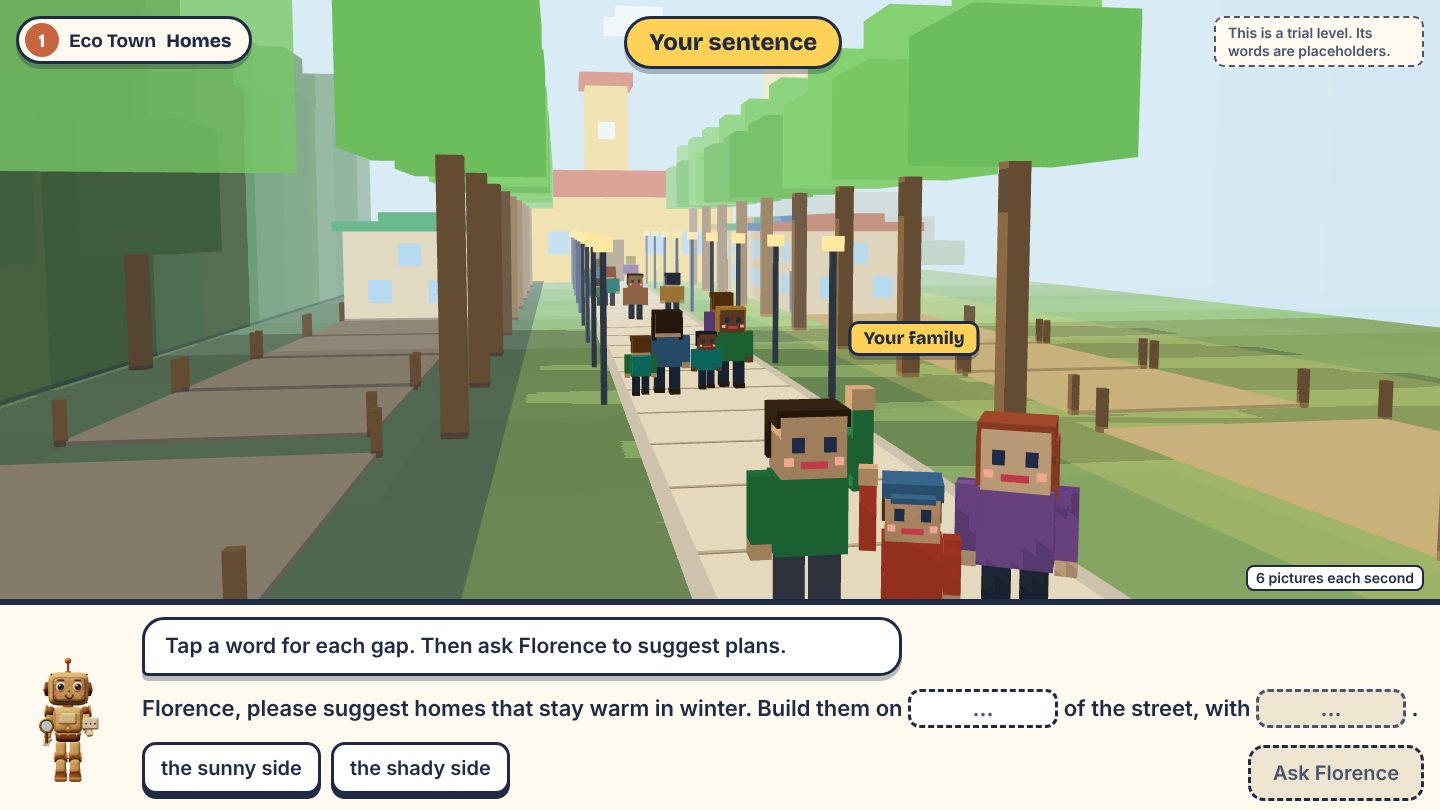 1 Eco Town Homes
Your sentence
This is a trial level. Its
words are placeholders.
Your family
6 pictures each second
Tap a word for each gap. Then ask Florence to suggest plans.
Florence, please suggest homes that stay warm in winter. Build them on ... of the street, with ... .
the sunny side
the shady side
Ask Florence